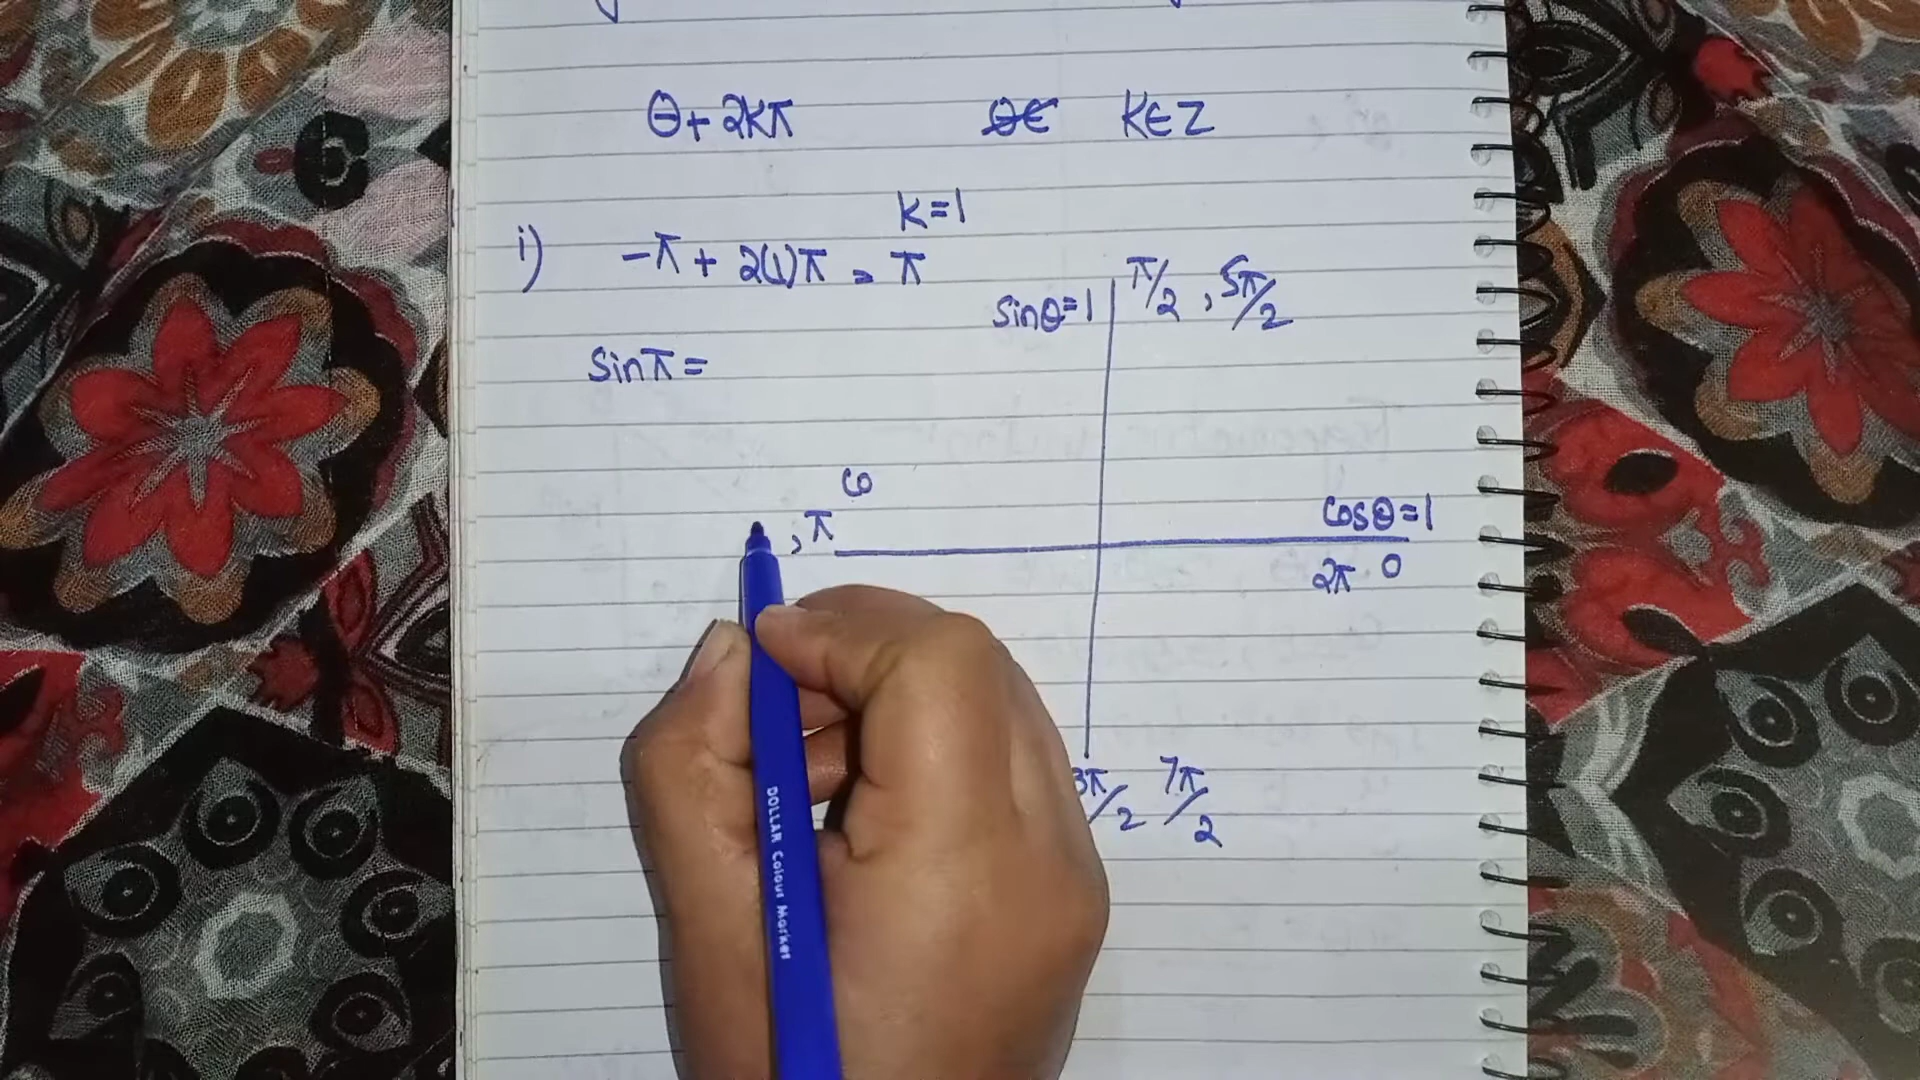 θ+ 2Kπ θ∈ K∈Z
K=1
i) -π + 2(1)π = π
π/2 , 5π/2
sinθ=1
Sinπ=
Co
, π
Cosθ=1
2π 0
3π/2 7π/2
DOLLAR Colour Marker